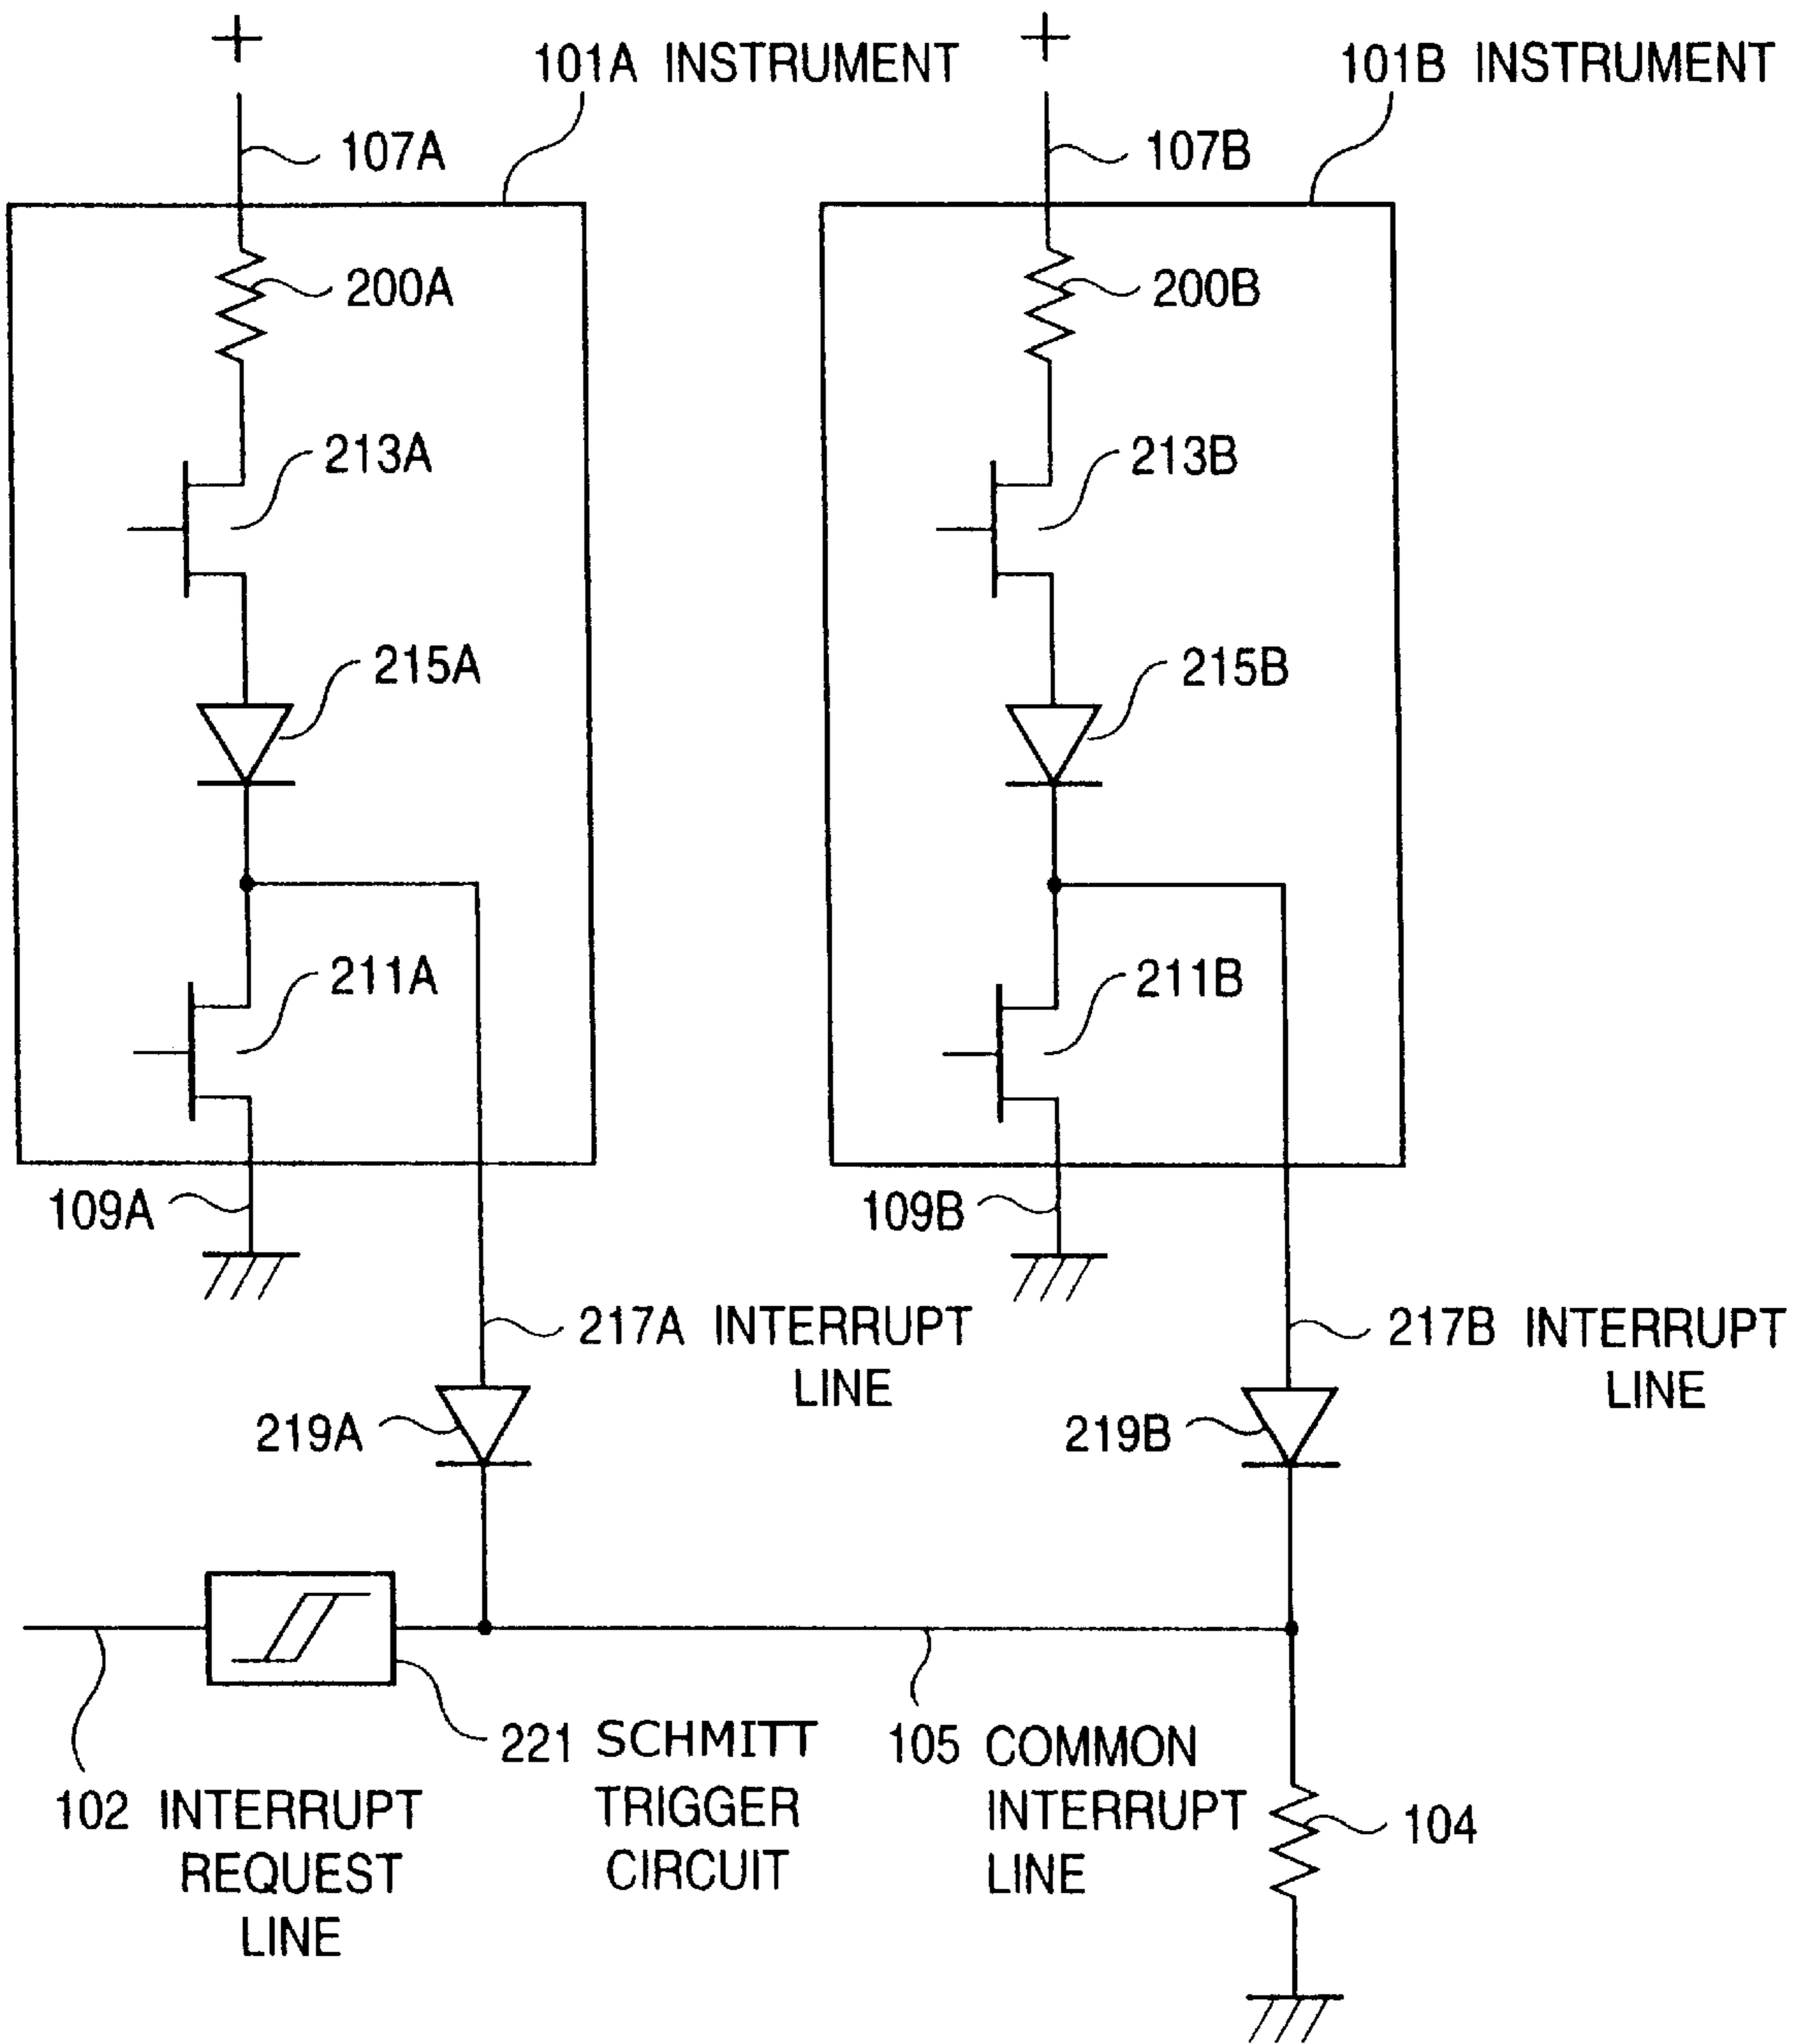 +
+
101A INSTRUMENT
101B INSTRUMENT
107A
107B
200A
200B
213A
213B
215A
215B
211A
211B
109A
109B
217A INTERRUPT
LINE
217B INTERRUPT
LINE
219A
219B
221 SCHMITT
TRIGGER
CIRCUIT
105 COMMON
INTERRUPT
LINE
102 INTERRUPT
REQUEST
LINE
104